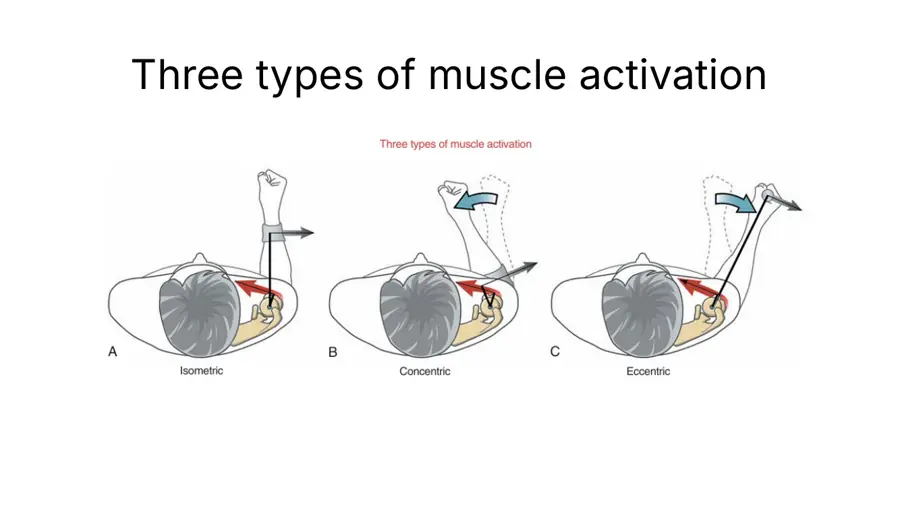 Three types of muscle activation
Three types of muscle activation
A
B
C
Isometric
Concentric
Eccentric